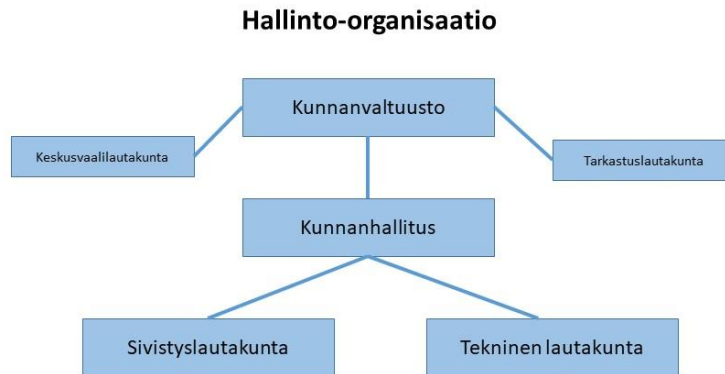 Hallinto-organisaatio
Kunnanvaltuusto
Keskusvaalilautakunta
Tarkastuslautakunta
Kunnanhallitus
Sivistyslautakunta
Tekninen lautakunta